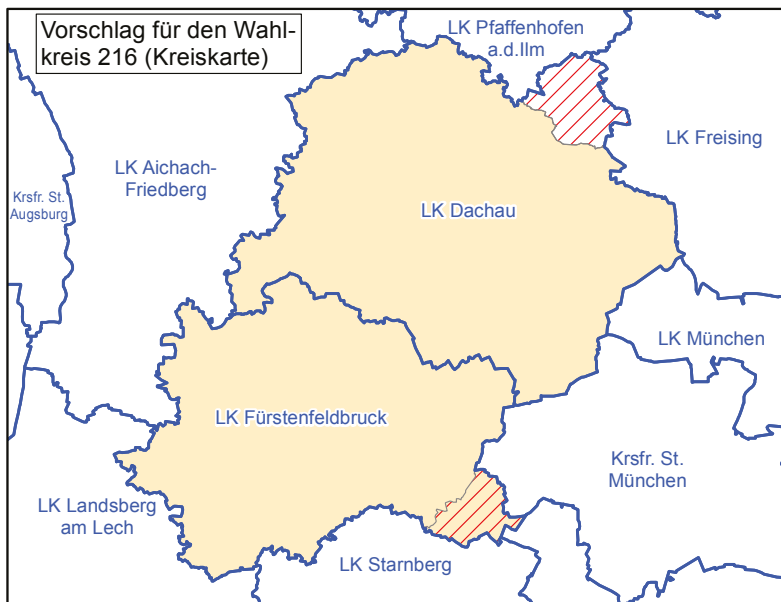 Vorschlag für den Wahl-
kreis 216 (Kreiskarte)
LK Pfaffenhofen
a.d.Ilm
LK Freising
LK Aichach-
Friedberg
Krsfr. St.
Augsburg
LK Dachau
LK München
LK Fürstenfeldbruck
Krsfr. St.
München
LK Landsberg
am Lech
LK Starnberg